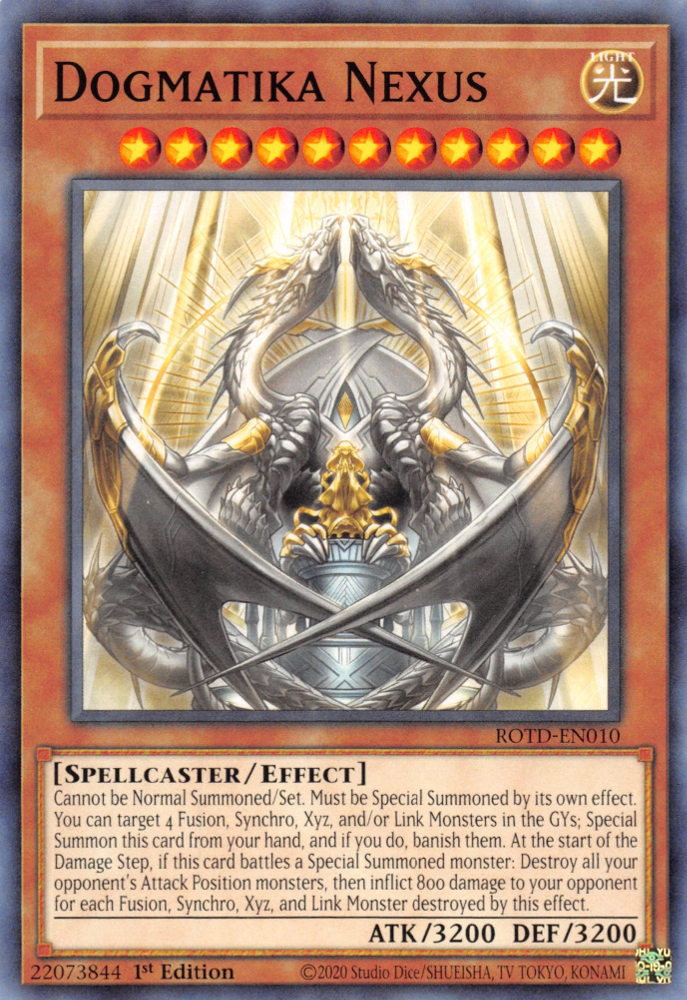 DOGMATIKA NEXUS
LIGHT
光
ROTD-EN010
[SPELLCASTER/EFFECT]
Cannot be Normal Summoned/Set. Must be Special Summoned by its own effect.
You can target 4 Fusion, Synchro, Xyz, and/or Link Monsters in the GYs; Special
Summon this card from your hand, and if you do, banish them. At the start of the
Damage Step, if this card battles a Special Summoned monster: Destroy all your
opponent's Attack Position monsters, then inflict 800 damage to your opponent
for each Fusion, Synchro, Xyz, and Link Monster destroyed by this effect.
ATK/3200 DEF/3200
22073844 1st Edition ©2020 Studio Dice/SHUEISHA, TV TOKYO, KONAMI